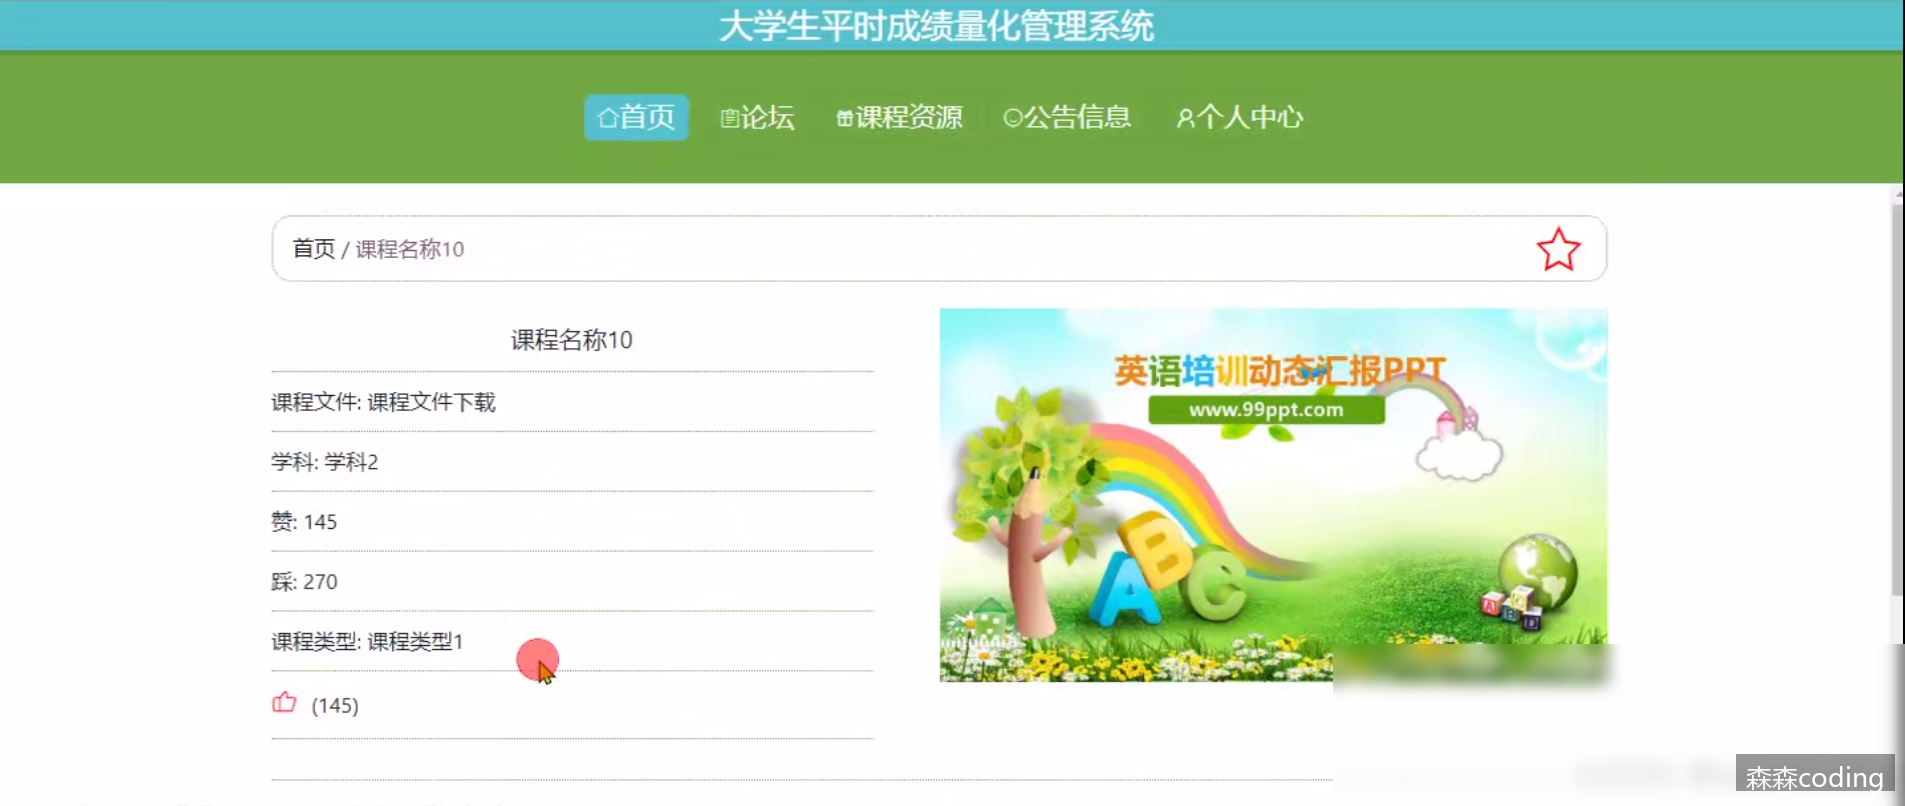 大学生平时成绩量化管理系统
首页 论坛 课程资源 公告信息 个人中心
首页 / 课程名称10
课程名称10
英语培训动态汇报PPT
www.99ppt.com
课程文件: 课程文件下载
学科: 学科2
赞: 145
ABC
踩: 270
A B C D
课程类型: 课程类型1
(145)
森森coding